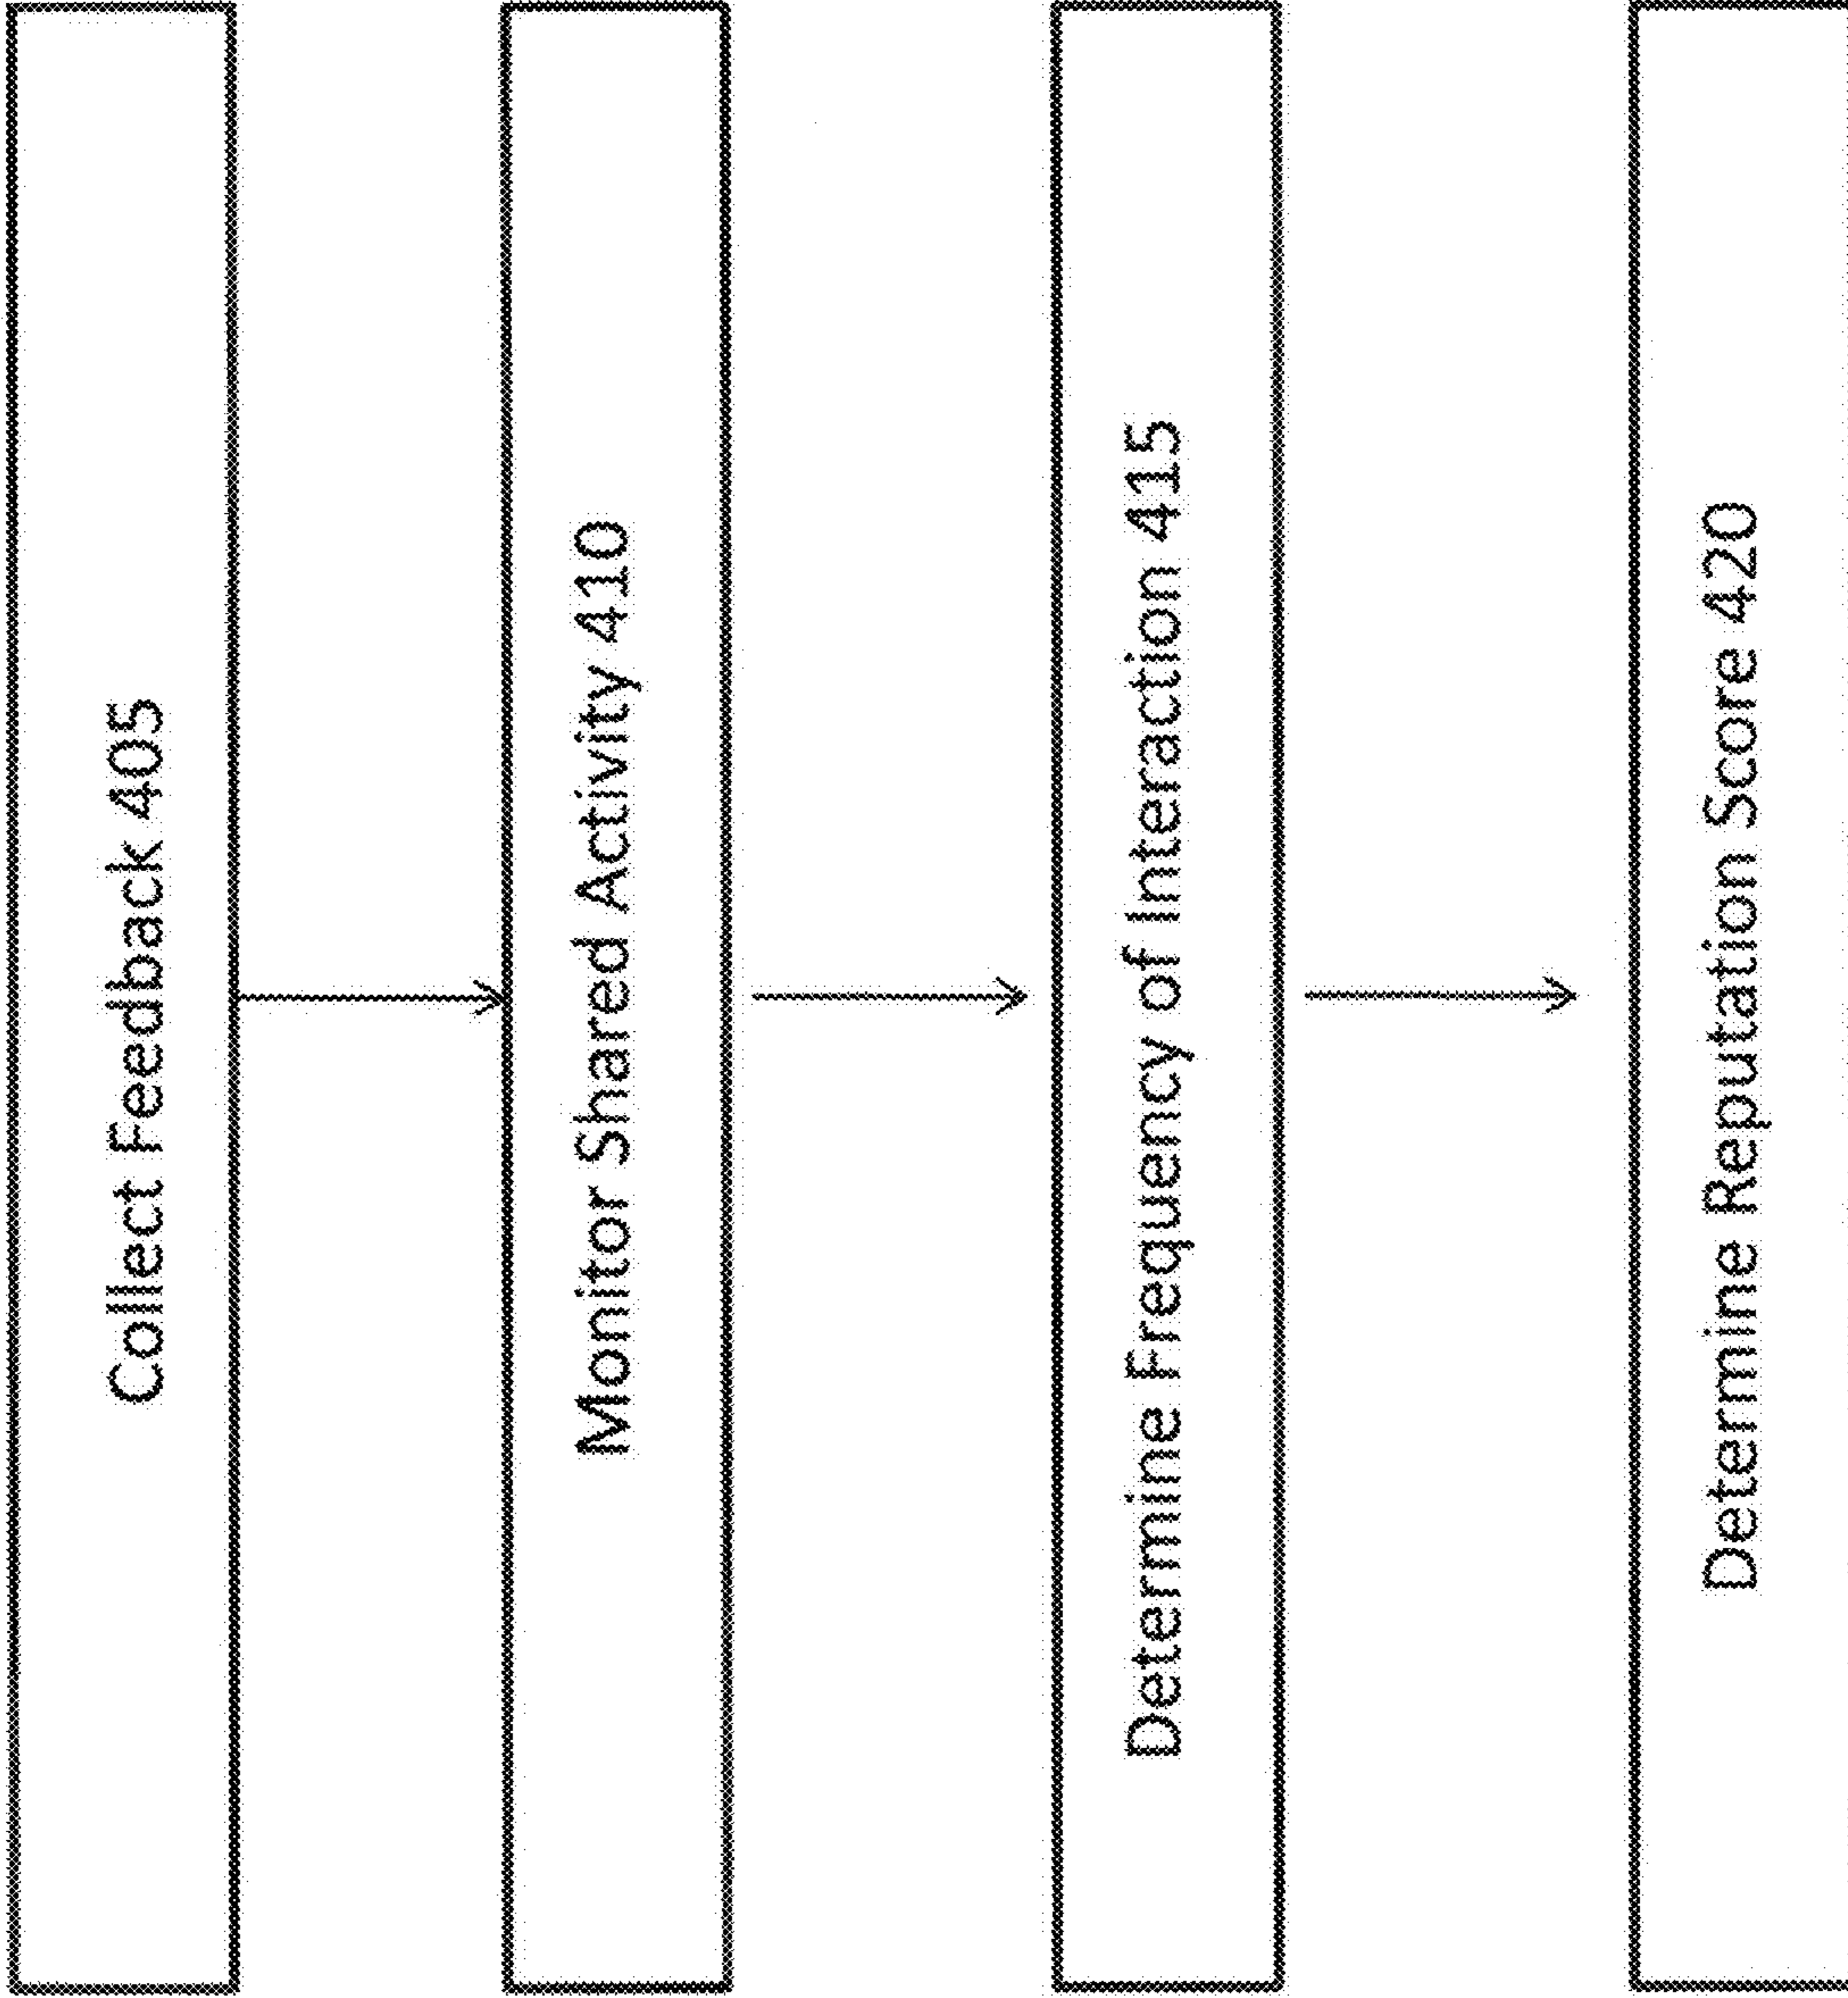 Collect Feedback 405
Monitor Shared Activity 410
Determine Frequency of Interaction 415
Determine Reputation Score 420